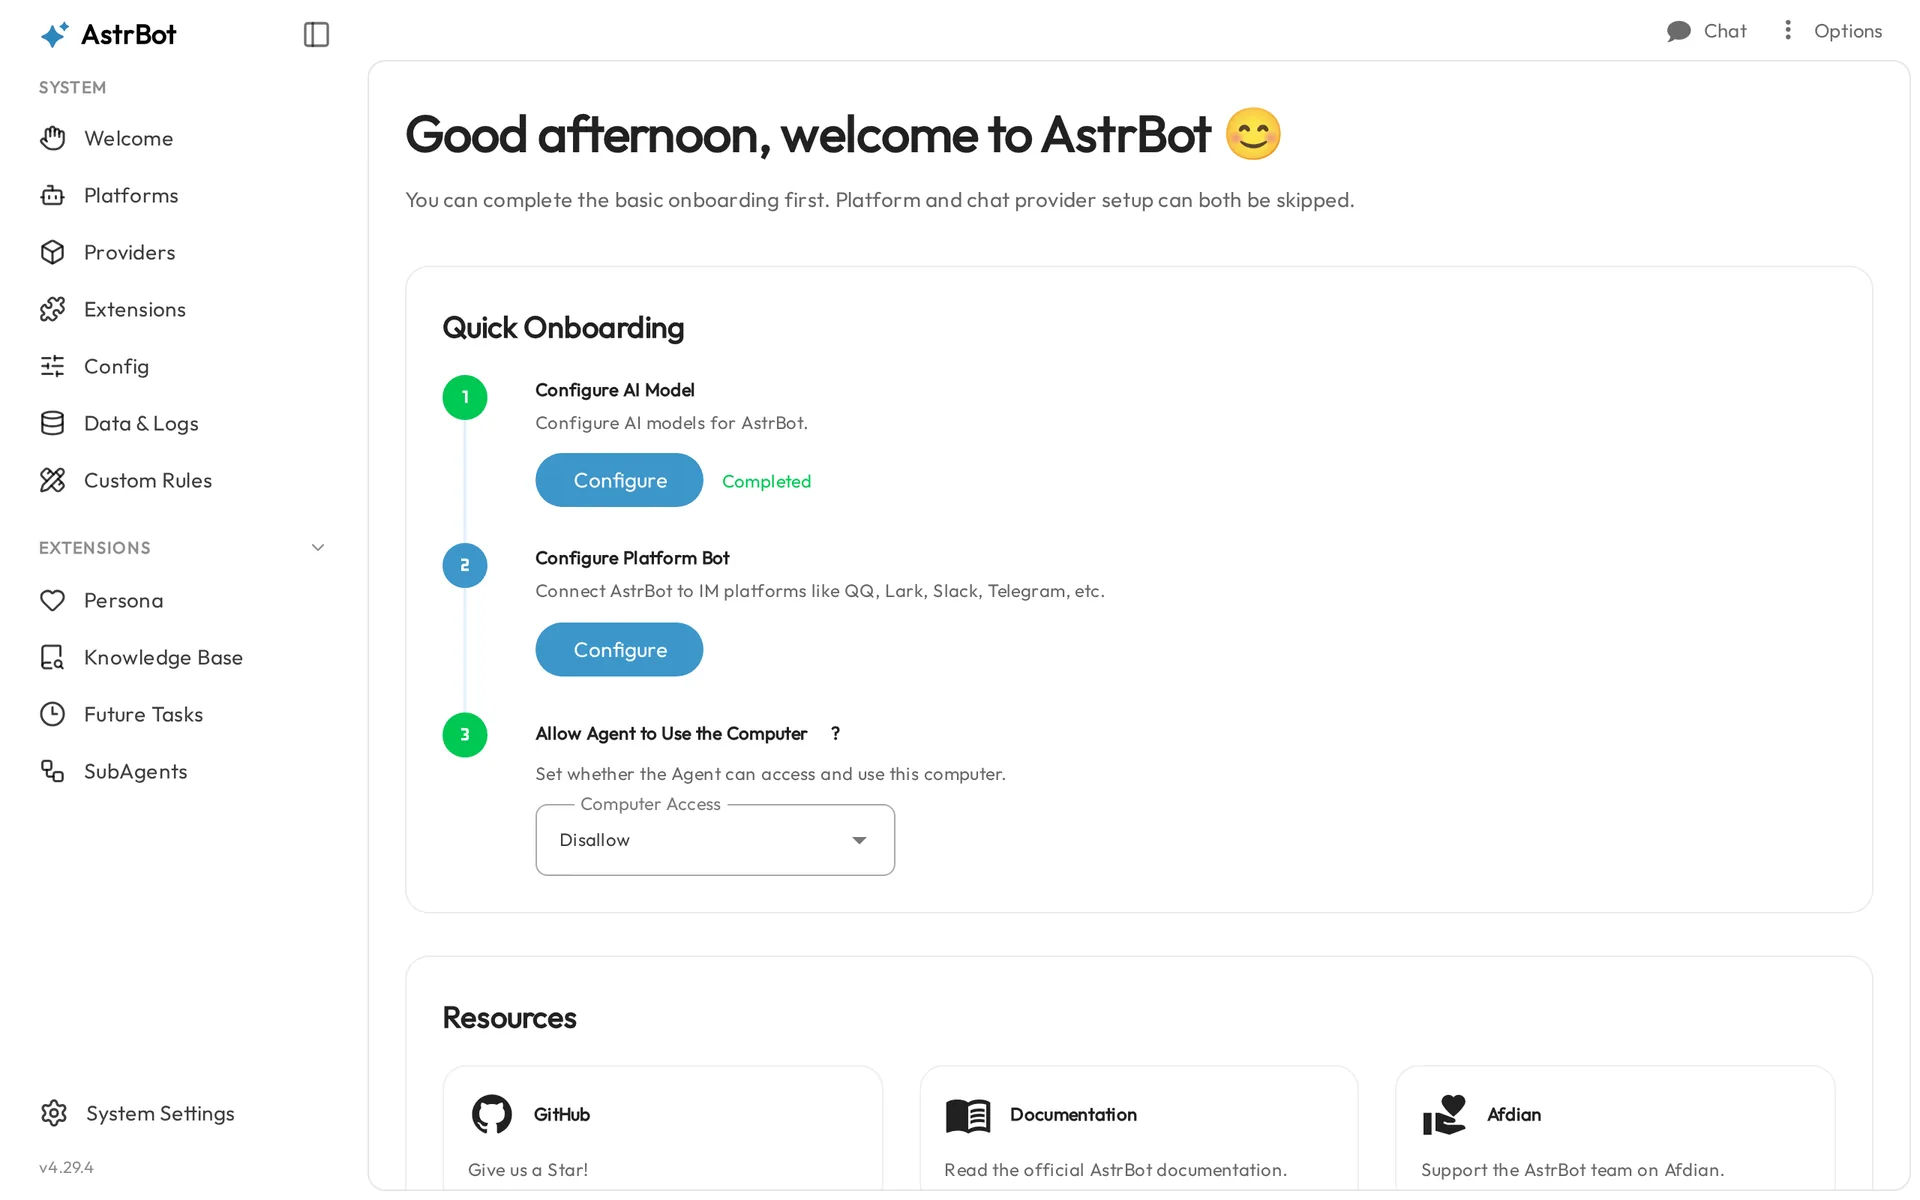 AstrBot
SYSTEM
Welcome
Platforms
Providers
Extensions
Config
Data & Logs
Custom Rules
EXTENSIONS
Persona
Knowledge Base
Future Tasks
SubAgents
System Settings
v4.29.4
Chat
Options
Good afternoon, welcome to AstrBot 😊
You can complete the basic onboarding first. Platform and chat provider setup can both be skipped.
Quick Onboarding
1
Configure AI Model
Configure AI models for AstrBot.
Configure
Completed
2
Configure Platform Bot
Connect AstrBot to IM platforms like QQ, Lark, Slack, Telegram, etc.
Configure
3
Allow Agent to Use the Computer ?
Set whether the Agent can access and use this computer.
Computer Access
Disallow
Resources
GitHub
Give us a Star!
Documentation
Read the official AstrBot documentation.
Afdian
Support the AstrBot team on Afdian.